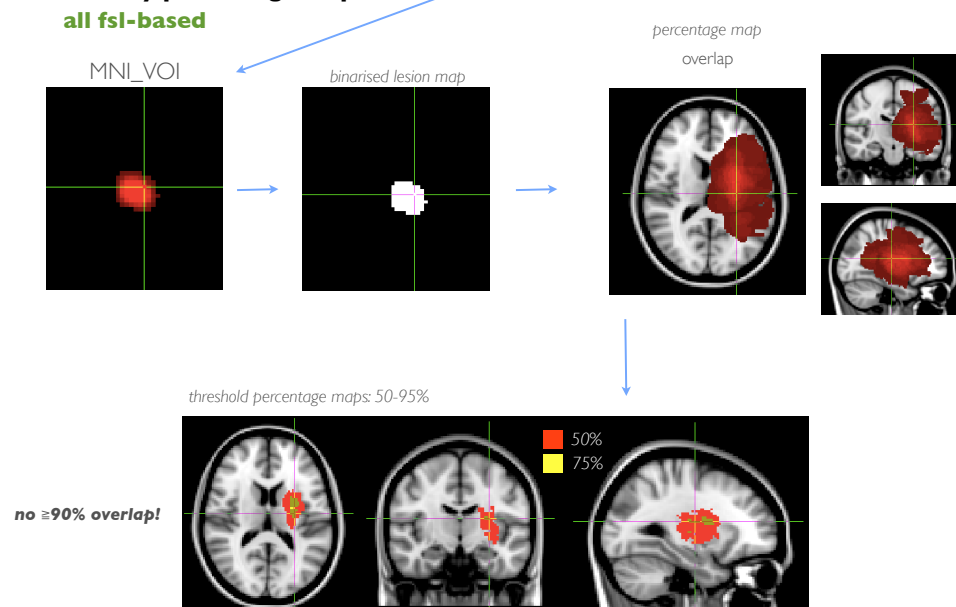 all fsl-based
percentage map
overlap
MNI_VOI
binarised lesion map
threshold percentage maps: 50-95%
50%
75%
no ≧90% overlap!